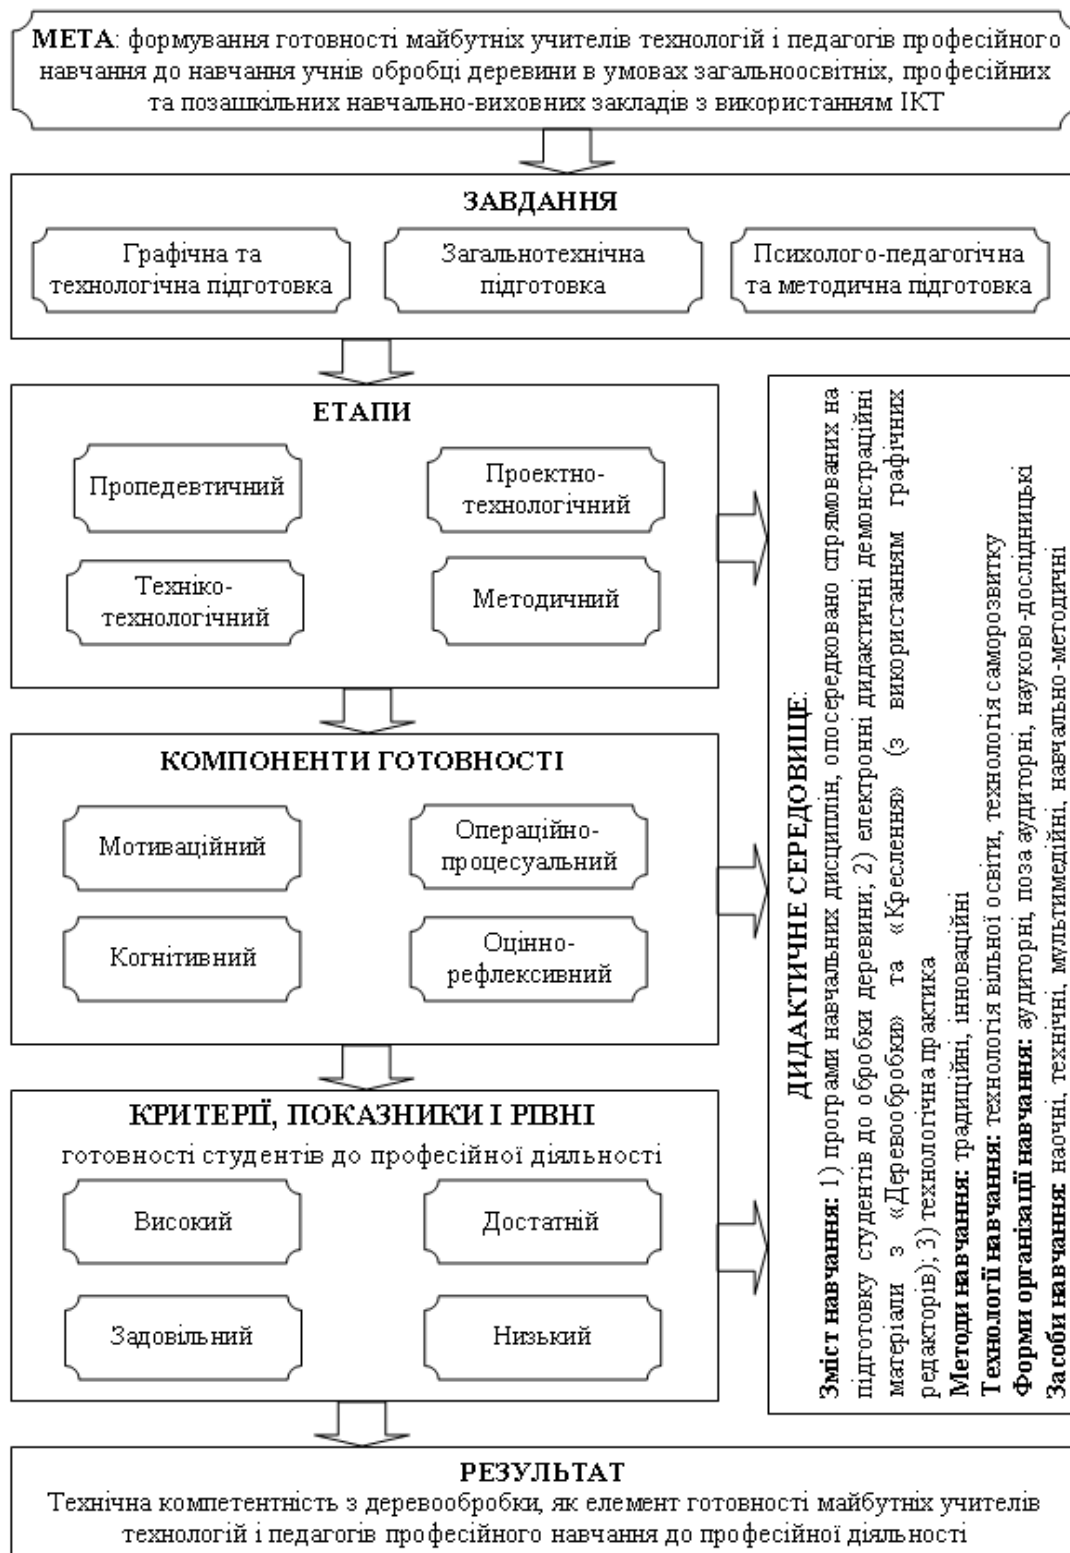 МЕТА: формування готовності майбутніх учителів технологій і педагогів професійного
навчання до навчання учнів обробці деревини в умовах загальноосвітніх, професійних
та позашкільних навчально-виховних закладів з використанням ІКТ
ЗАВДАННЯ
Графічна та
технологічна підготовка
Загальнотехнічна
підготовка
Психолого-педагогічна
та методична підготовка
ЕТАПИ
Пропедевтичний
Проектно-
технологічний
Техніко-
технологічний
Методичний
КОМПОНЕНТИ ГОТОВНОСТІ
Мотиваційний
Операційно-
процесуальний
Когнітивний
Оцінно-
рефлексивний
КРИТЕРІЇ, ПОКАЗНИКИ І РІВНІ
готовності студентів до професійної діяльності
Високий
Достатній
Задовільний
Низький
ДИДАКТИЧНЕ СЕРЕДОВИЩЕ:
Зміст навчання: 1) програми навчальних дисциплін, опосередковано спрямованих на
підготовку студентів до обробки деревини; 2) електронні дидактичні демонстраційні
матеріали з «Деревообробки» та «Креслення» (з використанням графічних
редакторів); 3) технологічна практика
Методи навчання: традиційні, інноваційні
Технології навчання: технологія вільної освіти, технологія саморозвитку
Форми організації навчання: аудиторні, поза аудиторні, науково-дослідницькі
Засоби навчання: наочні, технічні, мультимедійні, навчально-методичні
РЕЗУЛЬТАТ
Технічна компетентність з деревообробки, як елемент готовності майбутніх учителів
технологій і педагогів професійного навчання до професійної діяльності